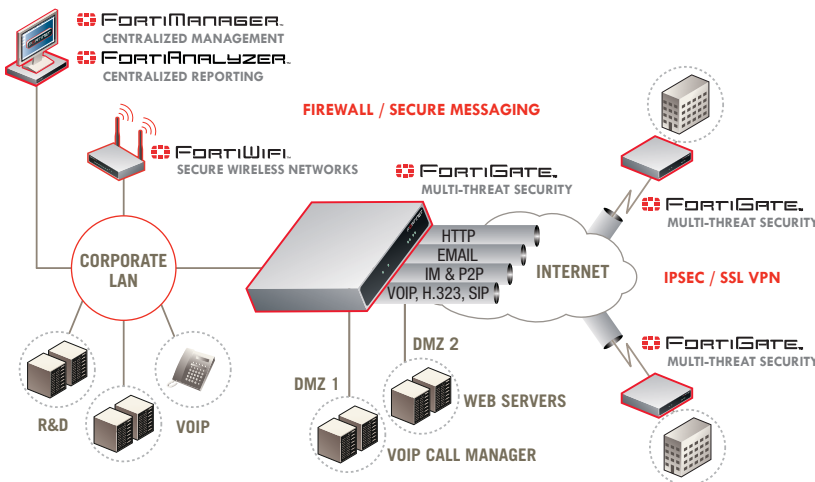 FORTIMANAGER
CENTRALIZED MANAGEMENT
FORTIANALYZER
CENTRALIZED REPORTING
FIREWALL / SECURE MESSAGING
FORTIWIFI
SECURE WIRELESS NETWORKS
FORTIGATE
MULTI-THREAT SECURITY
FORTIGATE
MULTI-THREAT SECURITY
CORPORATE
LAN
HTTP
EMAIL
IM & P2P
VOIP, H.323, SIP
INTERNET
IPSEC / SSL VPN
FORTIGATE
MULTI-THREAT SECURITY
DMZ 2
DMZ 1
R&D
VOIP
WEB SERVERS
VOIP CALL MANAGER